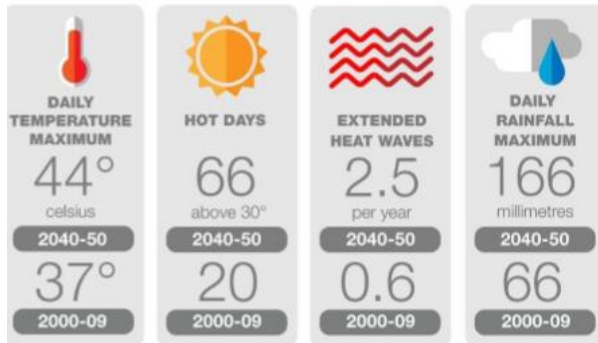 DAILY
TEMPERATURE
MAXIMUM
44°
celsius
2040-50
37°
2000-09
HOT DAYS
66
above 30°
2040-50
20
2000-09
EXTENDED
HEAT WAVES
2.5
per year
2040-50
0.6
2000-09
DAILY
RAINFALL
MAXIMUM
166
millimetres
2040-50
66
2000-09